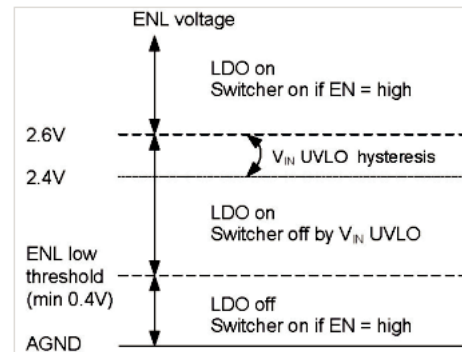 ENL voltage
LDO on
Switcher on if EN = high
2.6V
VIN UVLO hysteresis
2.4V
LDO on
Switcher off by VIN UVLO
ENL low
threshold
(min 0.4V)
LDO off
Switcher on if EN = high
AGND